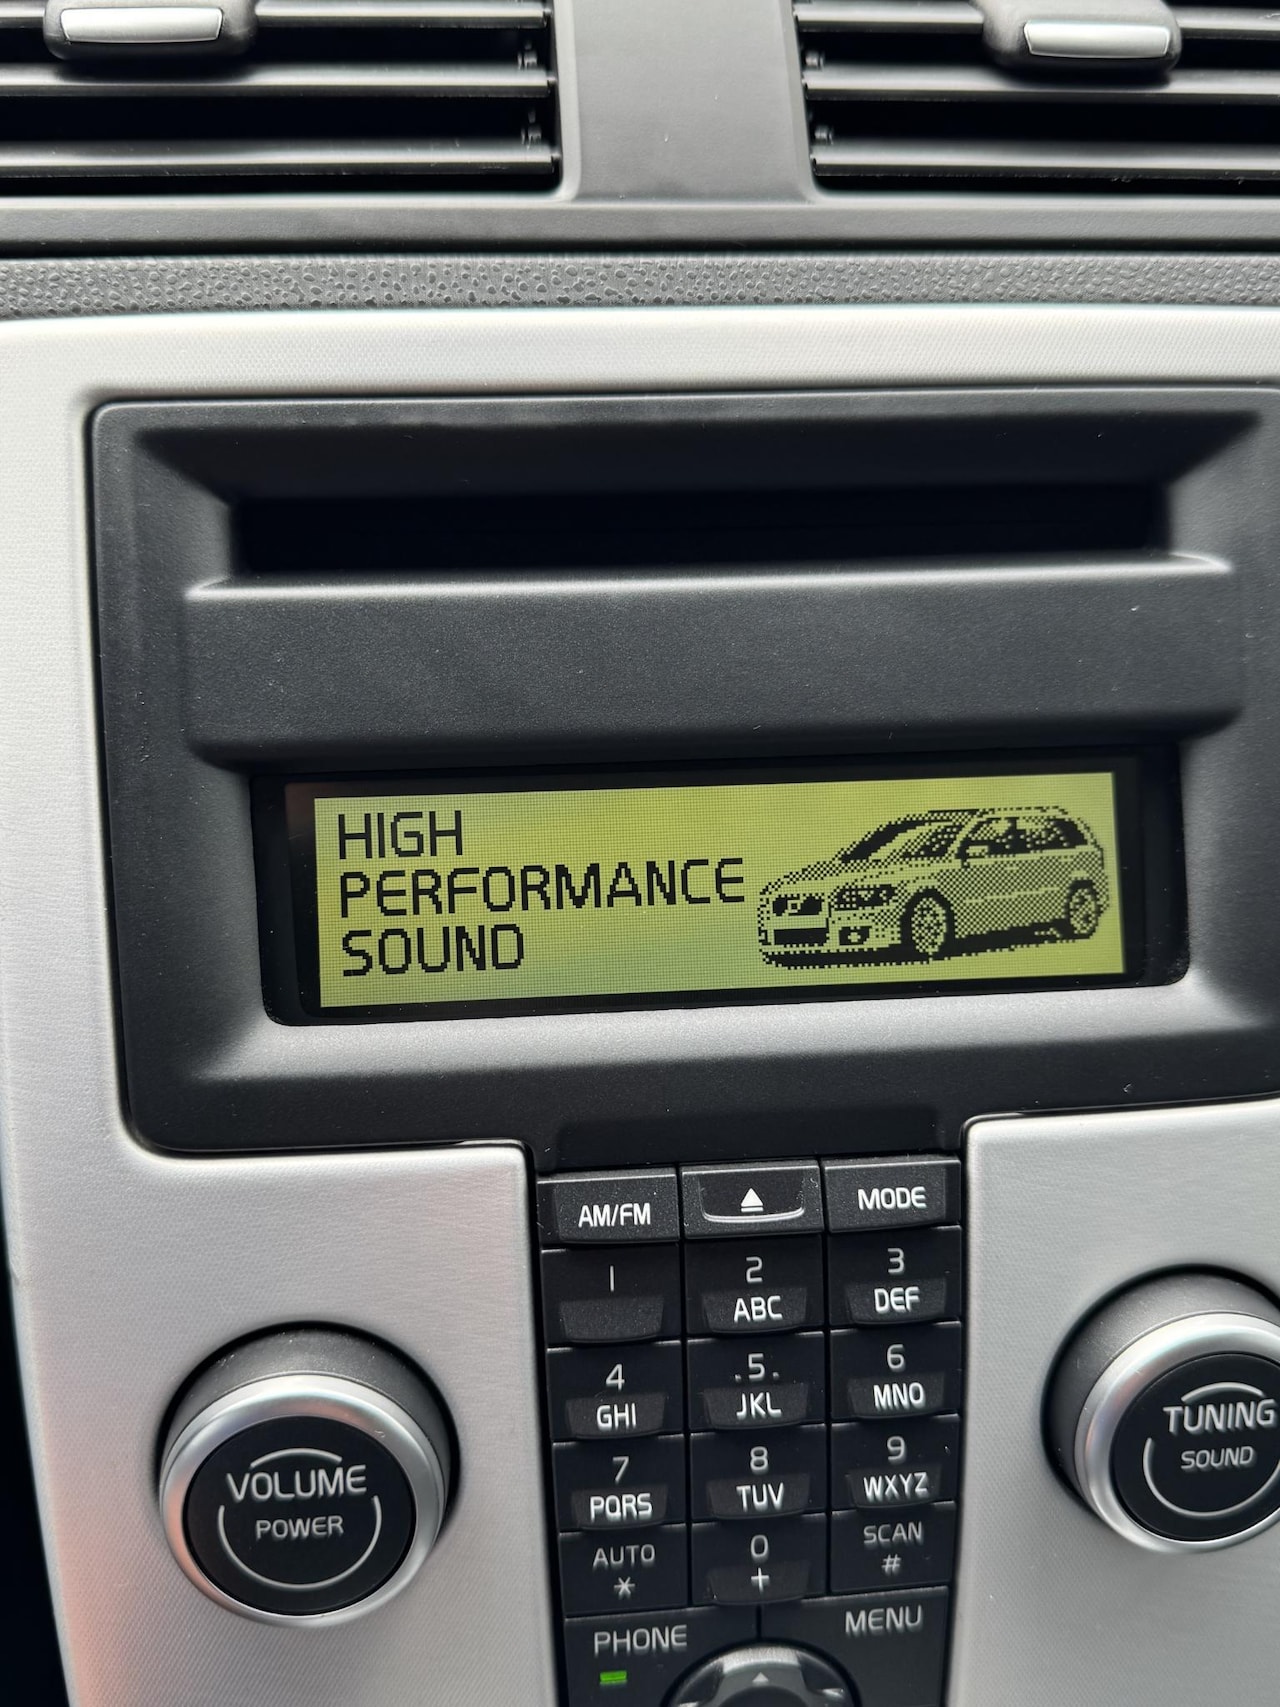 HIGH
PERFORMANCE
SOUND
AM/FM
MODE
1
2
ABC
3
DEF
4
GHI
.5.
JKL
6
MNO
7
PQRS
8
TUV
9
WXYZ
AUTO
*
0
+
SCAN
#
VOLUME
POWER
TUNING
SOUND
PHONE
MENU